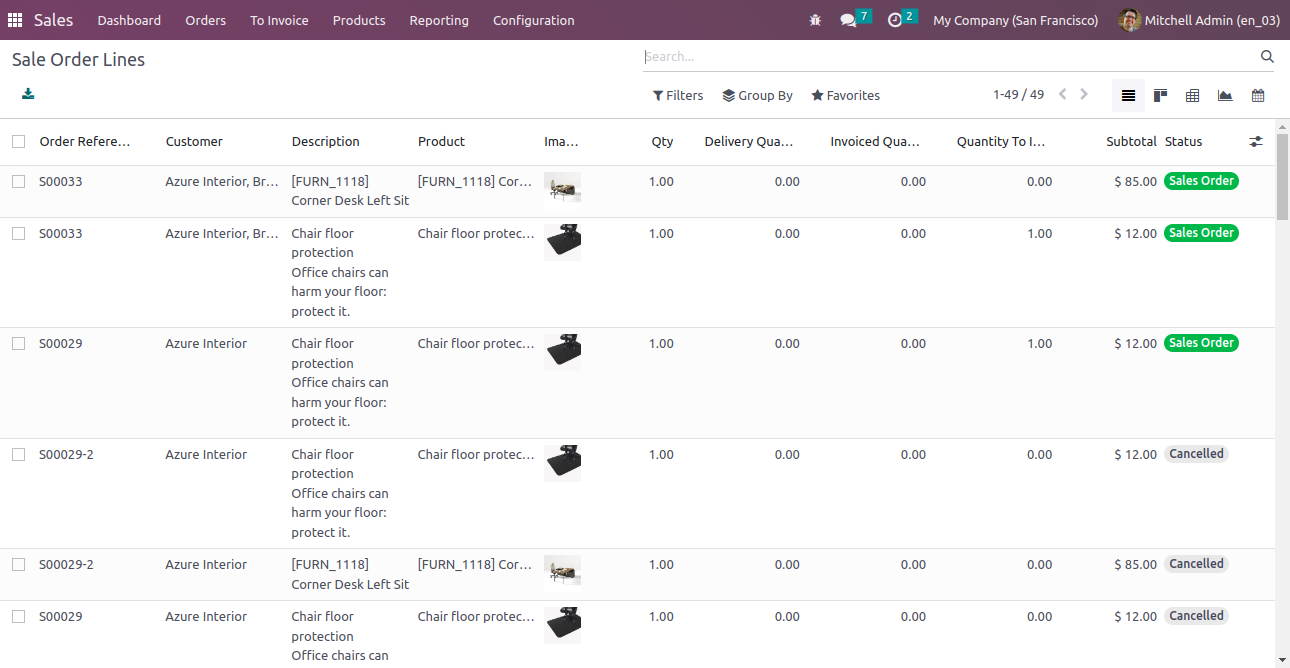 Sales Dashboard Orders To Invoice Products Reporting Configuration 7 2 My Company (San Francisco) Mitchell Admin (en_03)
Sale Order Lines
Search...
Filters Group By Favorites 1-49 / 49
Order Refere... Customer Description Product Ima... Qty Delivery Qua... Invoiced Qua... Quantity To I... Subtotal Status
S00033 Azure Interior, Br... [FURN_1118] [FURN_1118] Cor... 1.00 0.00 0.00 0.00 $ 85.00 Sales Order
Corner Desk Left Sit
S00033 Azure Interior, Br... Chair floor Chair floor protec... 1.00 0.00 0.00 1.00 $ 12.00 Sales Order
protection
Office chairs can
harm your floor:
protect it.
S00029 Azure Interior Chair floor Chair floor protec... 1.00 0.00 0.00 1.00 $ 12.00 Sales Order
protection
Office chairs can
harm your floor:
protect it.
S00029-2 Azure Interior Chair floor Chair floor protec... 1.00 0.00 0.00 0.00 $ 12.00 Cancelled
protection
Office chairs can
harm your floor:
protect it.
S00029-2 Azure Interior [FURN_1118] [FURN_1118] Cor... 1.00 0.00 0.00 0.00 $ 85.00 Cancelled
Corner Desk Left Sit
S00029 Azure Interior Chair floor Chair floor protec... 1.00 0.00 0.00 0.00 $ 12.00 Cancelled
protection
Office chairs can